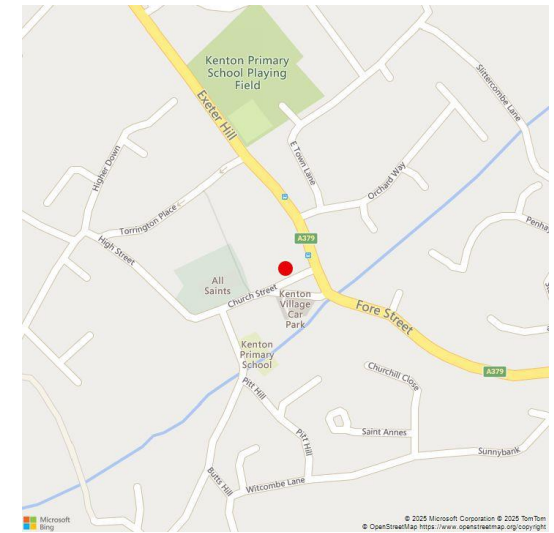 Kenton Primary
School Playing
Field
Slittercombe Lane
Exeter Hill
E Town Lane
Higher Down
Orchard Way
Torrington Place
High Street
A379
All
Saints
Church Street
Kenton
Village
Car
Park
Fore Street
Kenton
Primary
School
A379
Churchill Close
Pitt Hill
Pitt Hill
Saint Annes
Sunnybank
Butts Hill
Witcombe Lane
Microsoft
Bing
© 2025 Microsoft Corporation © 2025 TomTom
© OpenStreetMap https://www.openstreetmap.org/copyright